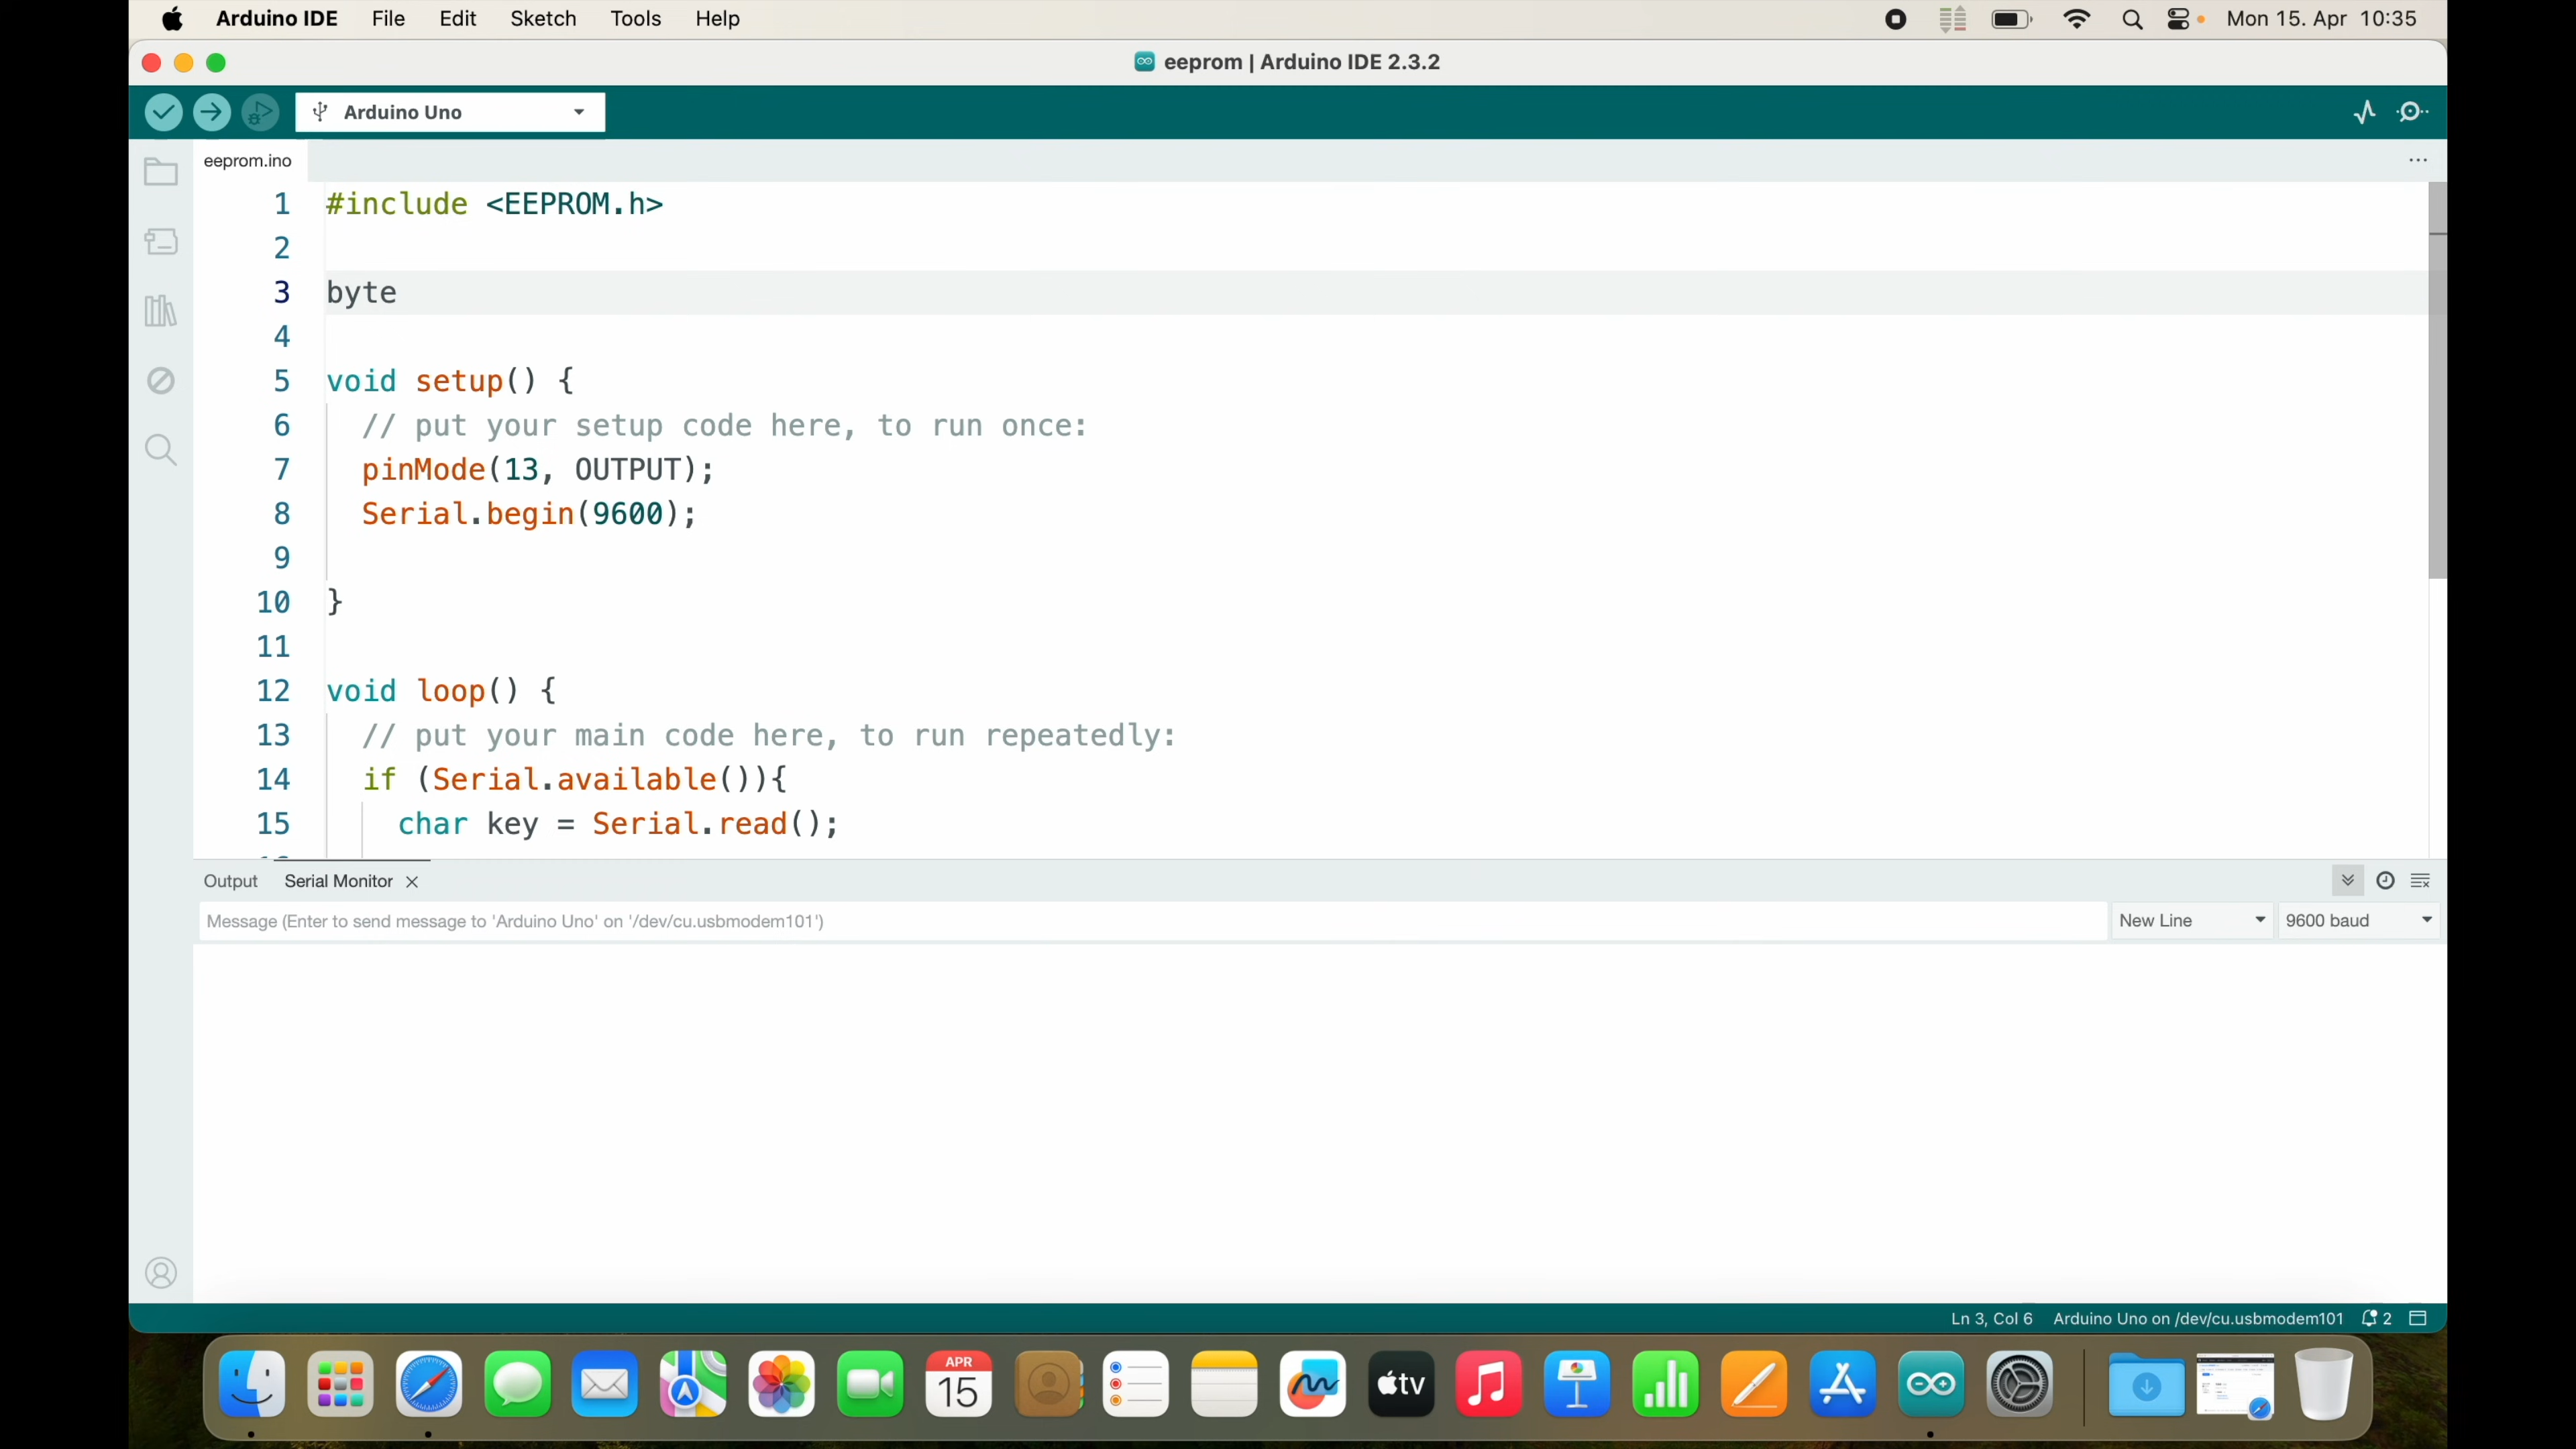 Arduino IDE File Edit Sketch Tools Help Mon 15. Apr 10:35
eeprom | Arduino IDE 2.3.2
Arduino Uno
eeprom.ino
1 #include <EEPROM.h>
2
3 byte
4
5 void setup() {
6 // put your setup code here, to run once:
7 pinMode(13, OUTPUT);
8 Serial.begin(9600);
9
10 }
11
12 void loop() {
13 // put your main code here, to run repeatedly:
14 if (Serial.available()){
15 char key = Serial.read();
Output Serial Monitor
Message (Enter to send message to 'Arduino Uno' on '/dev/cu.usbmodem101') New Line 9600 baud
Ln 3, Col 6 Arduino Uno on /dev/cu.usbmodem101 2
APR
15
tv